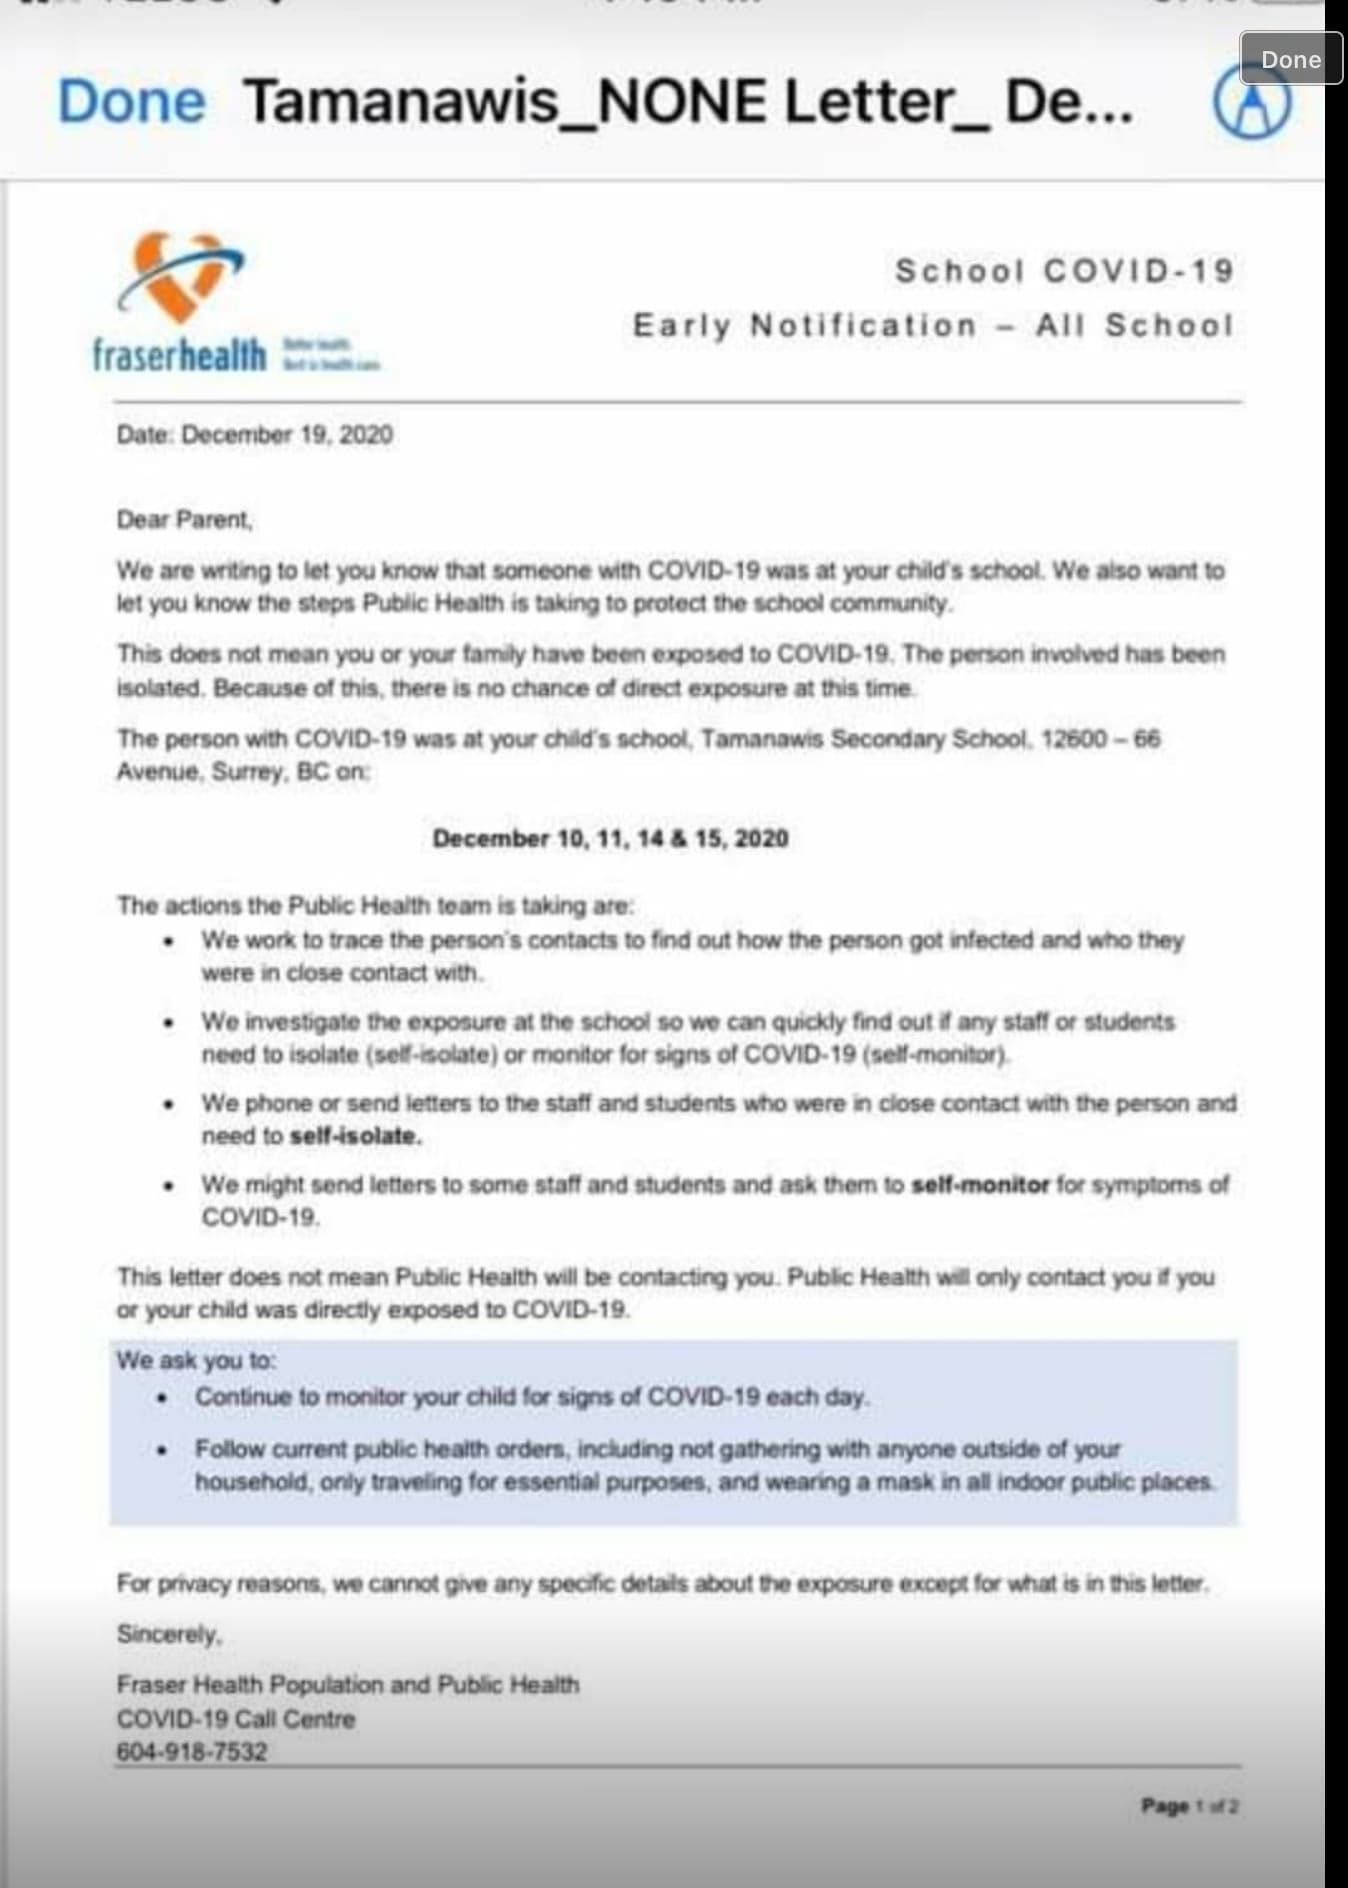 Done
Done Tamanawis_NONE Letter_ De...
fraserhealth
School COVID-19
Early Notification – All School
Date: December 19, 2020
Dear Parent,
We are writing to let you know that someone with COVID-19 was at your child's school. We also want to
let you know the steps Public Health is taking to protect the school community.
This does not mean you or your family have been exposed to COVID-19. The person involved has been
isolated. Because of this, there is no chance of direct exposure at this time.
The person with COVID-19 was at your child's school, Tamanawis Secondary School, 12600 – 66
Avenue, Surrey, BC on:
December 10, 11, 14 & 15, 2020
The actions the Public Health team is taking are:
• We work to trace the person's contacts to find out how the person got infected and who they
were in close contact with.
• We investigate the exposure at the school so we can quickly find out if any staff or students
need to isolate (self-isolate) or monitor for signs of COVID-19 (self-monitor).
• We phone or send letters to the staff and students who were in close contact with the person and
need to self-isolate.
• We might send letters to some staff and students and ask them to self-monitor for symptoms of
COVID-19.
This letter does not mean Public Health will be contacting you. Public Health will only contact you if you
or your child was directly exposed to COVID-19.
We ask you to:
• Continue to monitor your child for signs of COVID-19 each day.
• Follow current public health orders, including not gathering with anyone outside of your
household, only traveling for essential purposes, and wearing a mask in all indoor public places.
For privacy reasons, we cannot give any specific details about the exposure except for what is in this letter.
Sincerely,
Fraser Health Population and Public Health
COVID-19 Call Centre
604-918-7532
Page 1 of 2